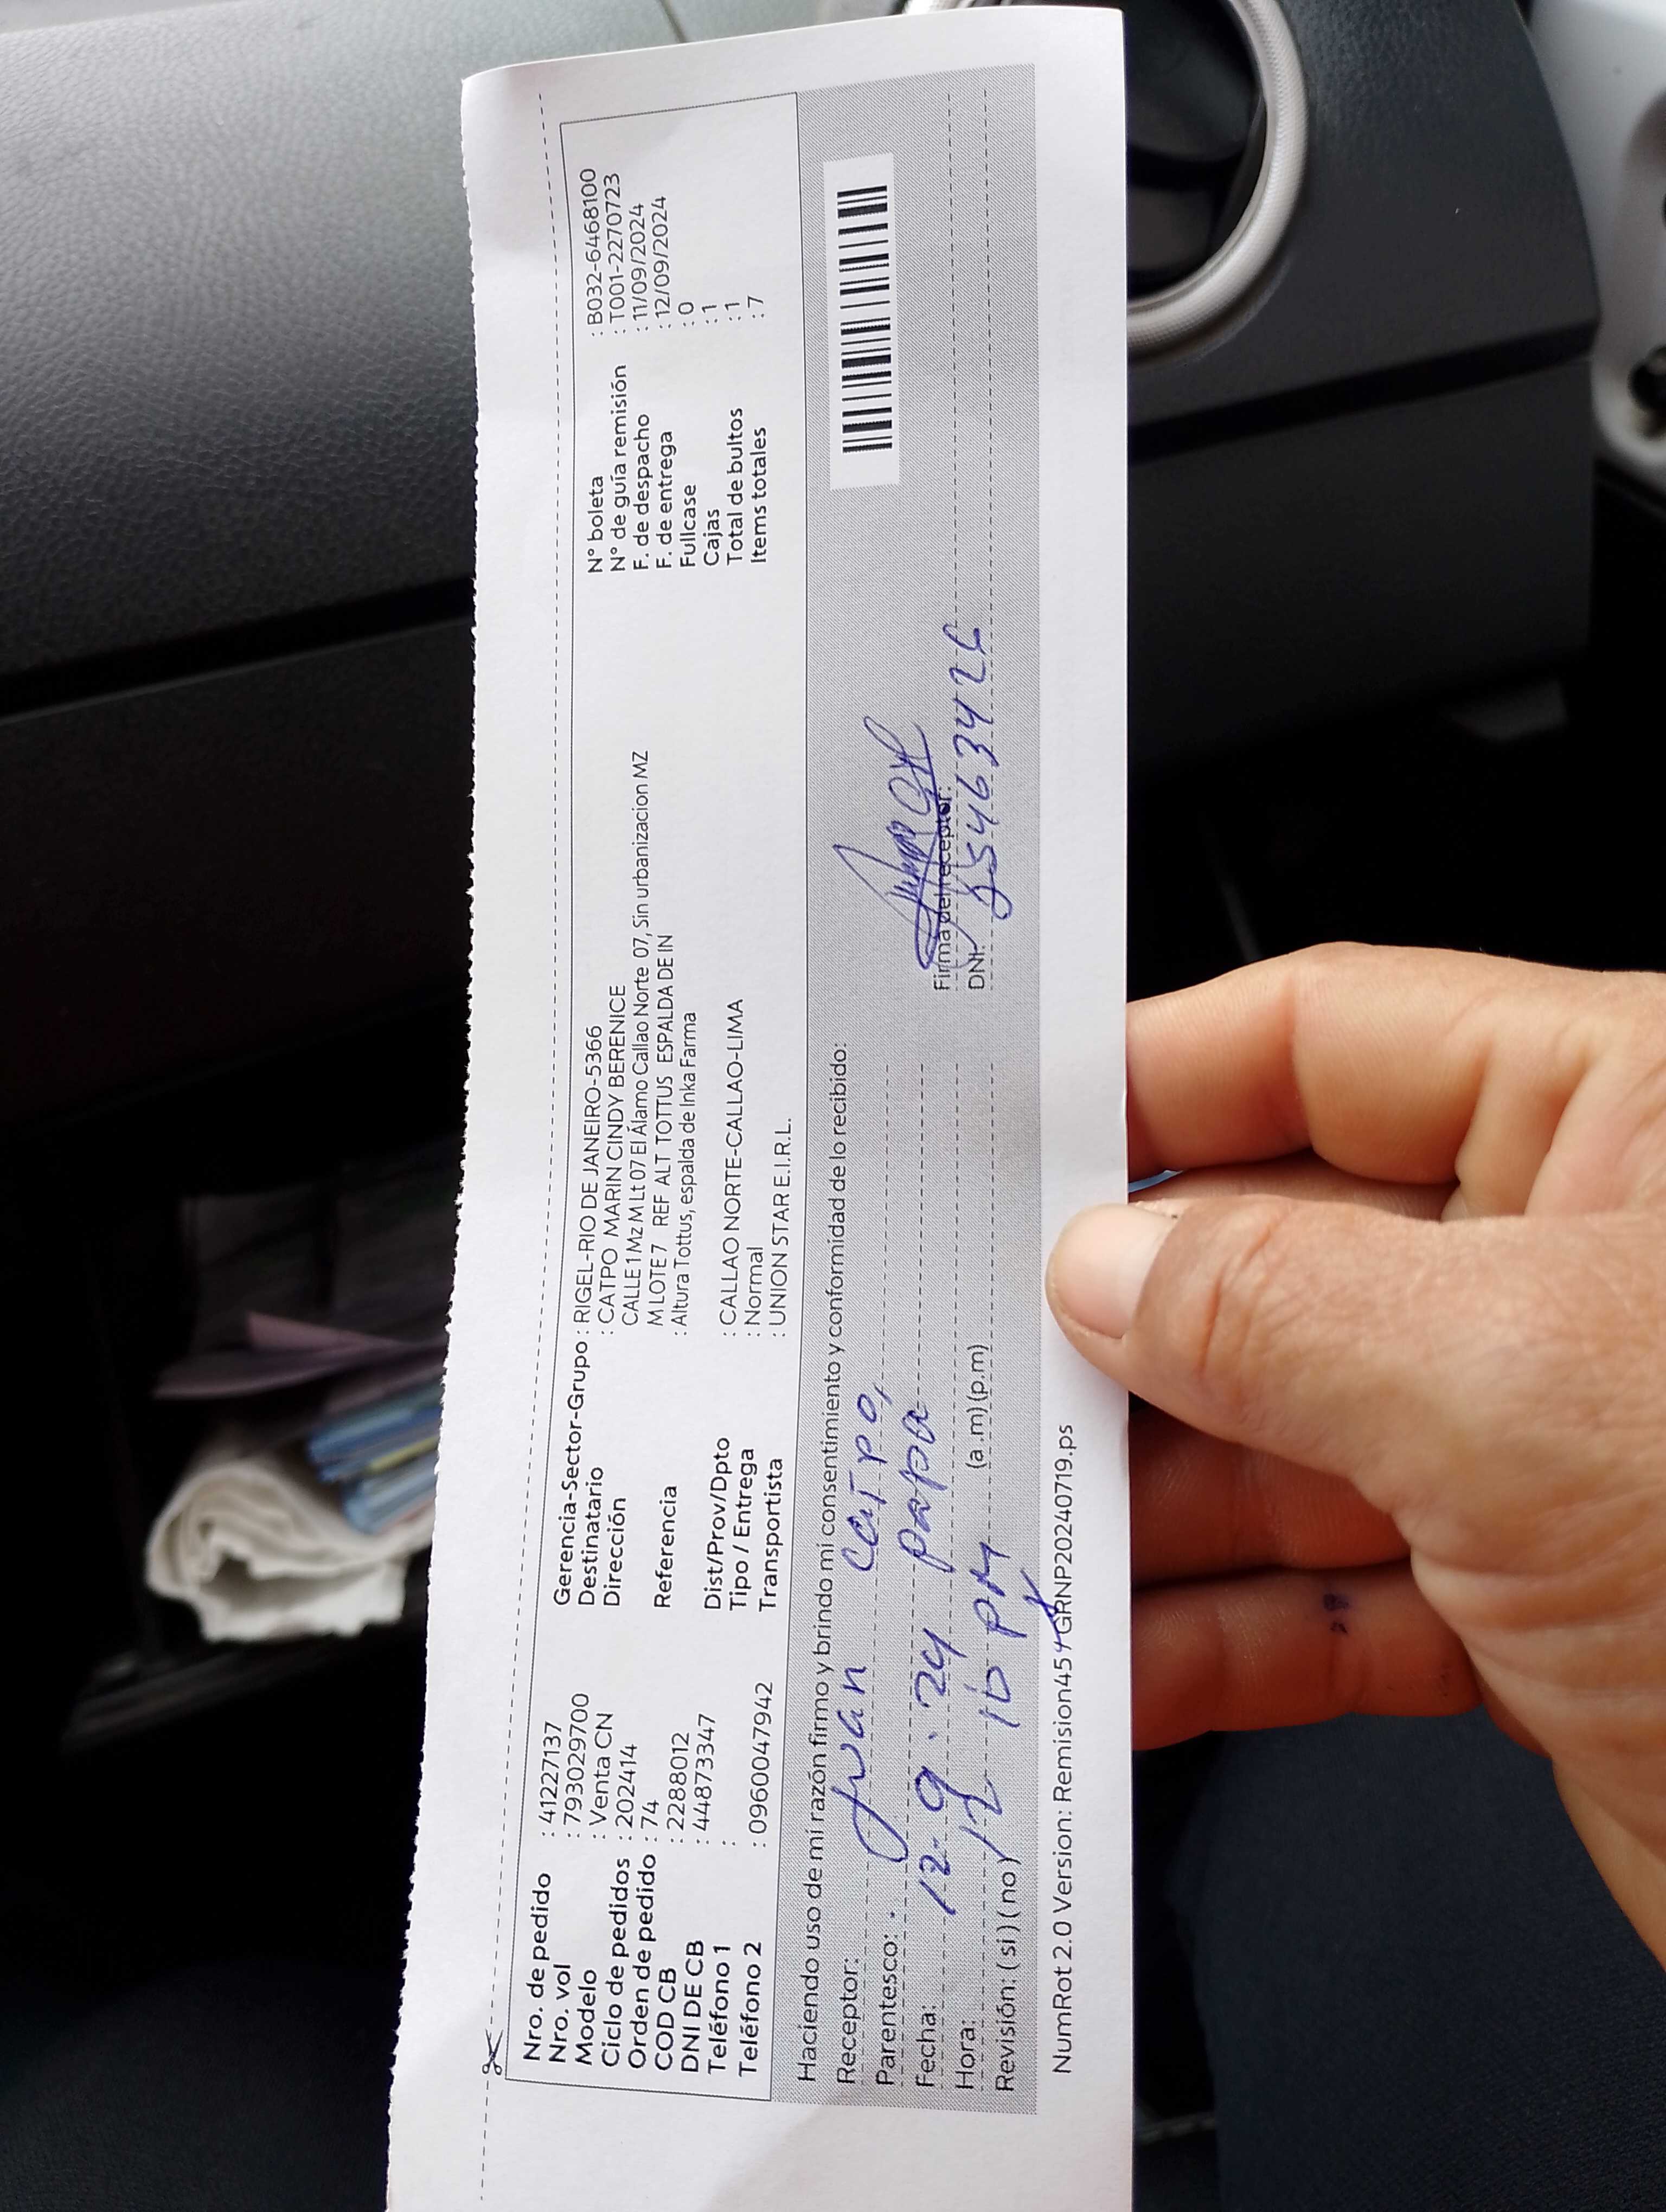 Nro. de pedido : 41227137
Nro. vol : 793029700
Modelo : Venta CN
Ciclo de pedidos : 202414
Orden de pedido : 74
COD CB : 2288012
DNI DE CB : 44873347
Teléfono 1 :
Teléfono 2 : 09600047942
Gerencia-Sector-Grupo : RIGEL-RIO DE JANEIRO-5366
Destinatario : CATPO MARIN CINDY BERENICE
Dirección CALLE 1 Mz M Lt 07 El Álamo Callao Norte 07, Sin urbanizacion MZ
M LOTE 7 REF ALT TOTTUS ESPALDA DE IN
Referencia : Altura Tottus, espalda de Inka Farma
Dist/Prov/Dpto : CALLAO NORTE-CALLAO-LIMA
Tipo / Entrega : Normal
Transportista : UNION STAR E.I.R.L.
N° boleta : B032-6468100
N° de guía remisión : T001-2270723
F. de despacho : 11/09/2024
F. de entrega : 12/09/2024
Fullcase : 0
Cajas : 1
Total de bultos : 1
Items totales : 7
Haciendo uso de mi razón firmo y brindo mi consentimiento y conformidad de lo recibido:
Receptor: Juan Catpo,
Parentesco: papa
Fecha: 12-9.24
Hora: 12 10 PM (a.m) (p.m)
Revisión: ( si ) ( no )
Firma del receptor:
DNI:
NumRot 2.0 Version: Remision45YGRNP20240719.ps